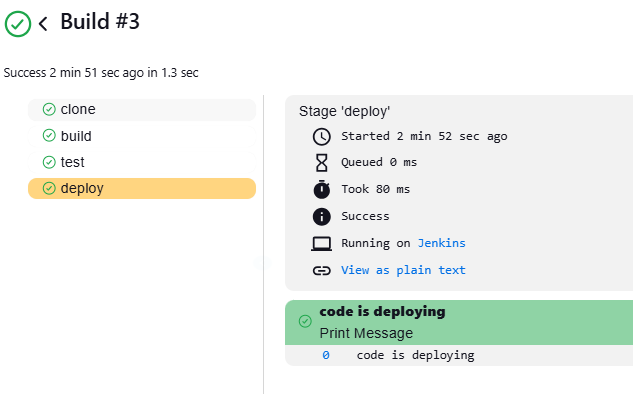 Build #3
Success 2 min 51 sec ago in 1.3 sec
clone
build
test
deploy
Stage 'deploy'
Started 2 min 52 sec ago
Queued 0 ms
Took 80 ms
Success
Running on Jenkins
View as plain text
code is deploying
Print Message
0 code is deploying